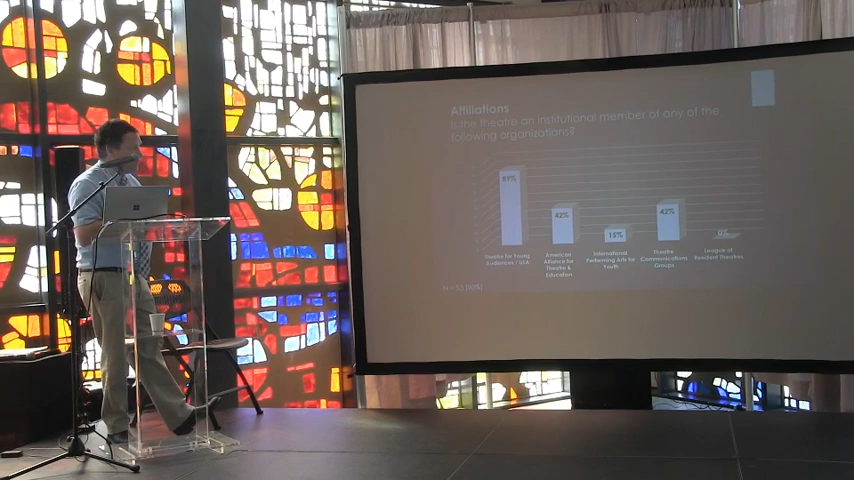 Affiliations
Is the theatre an institutional member of any of the
following organizations?
81%
42%
15%
42%
0%
Theatre for Young
Audiences / USA
American
Alliance for
Theatre &
Education
International
Performing Arts for
Youth
Theatre
Communications
Groups
League of
Resident Theatres